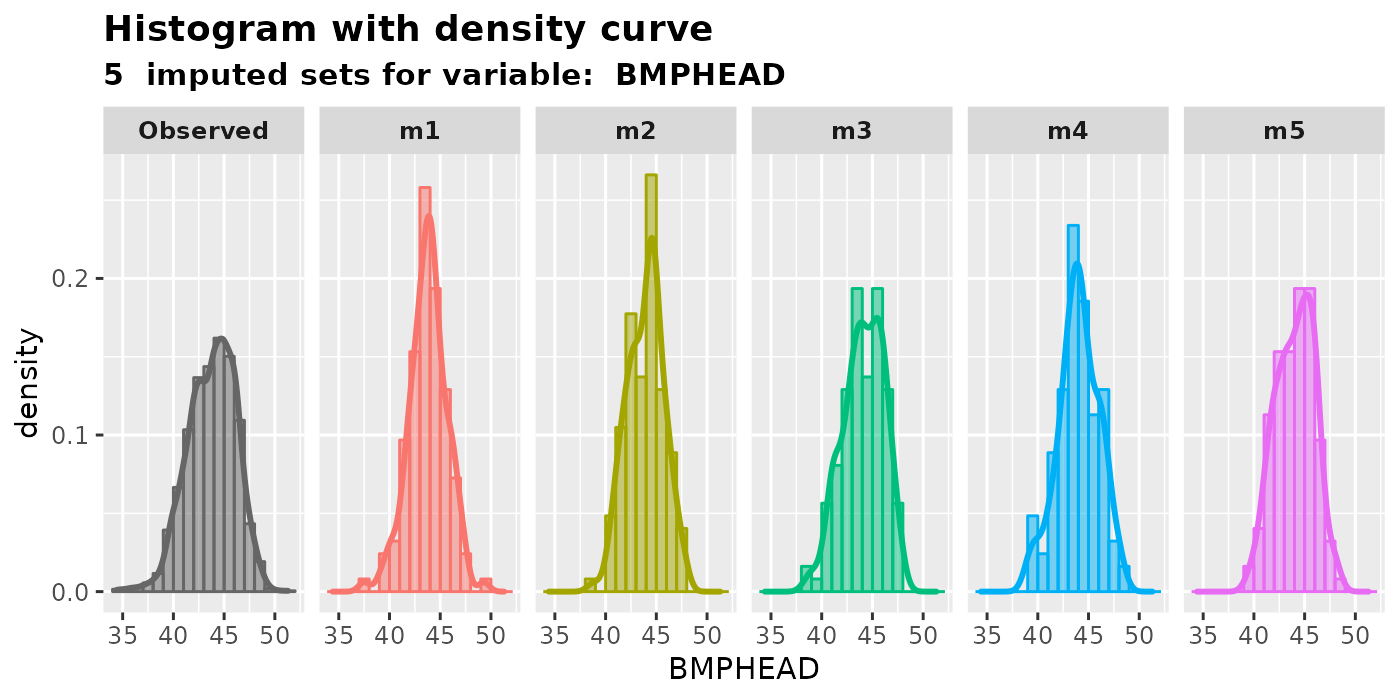 Histogram with density curve
5  imputed sets for variable:  BMPHEAD
Observed m1 m2 m3 m4 m5
density
0.2
0.1
0.0
35 40 45 50 35 40 45 50 35 40 45 50 35 40 45 50 35 40 45 50 35 40 45 50
BMPHEAD